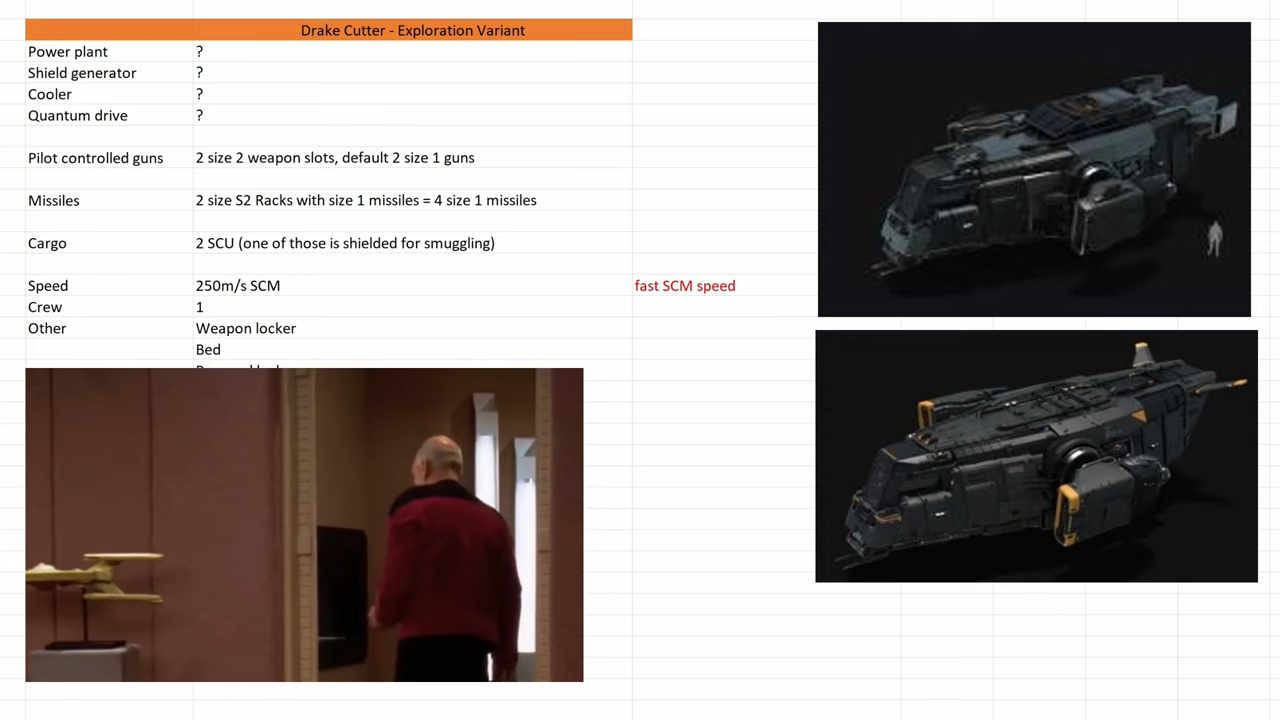 Drake Cutter - Exploration Variant
Power plant ?
Shield generator ?
Cooler ?
Quantum drive ?
Pilot controlled guns 2 size 2 weapon slots, default 2 size 1 guns
Missiles 2 size S2 Racks with size 1 missiles = 4 size 1 missiles
Cargo 2 SCU (one of those is shielded for smuggling)
Speed 250m/s SCM fast SCM speed
Crew 1
Other Weapon locker
Bed